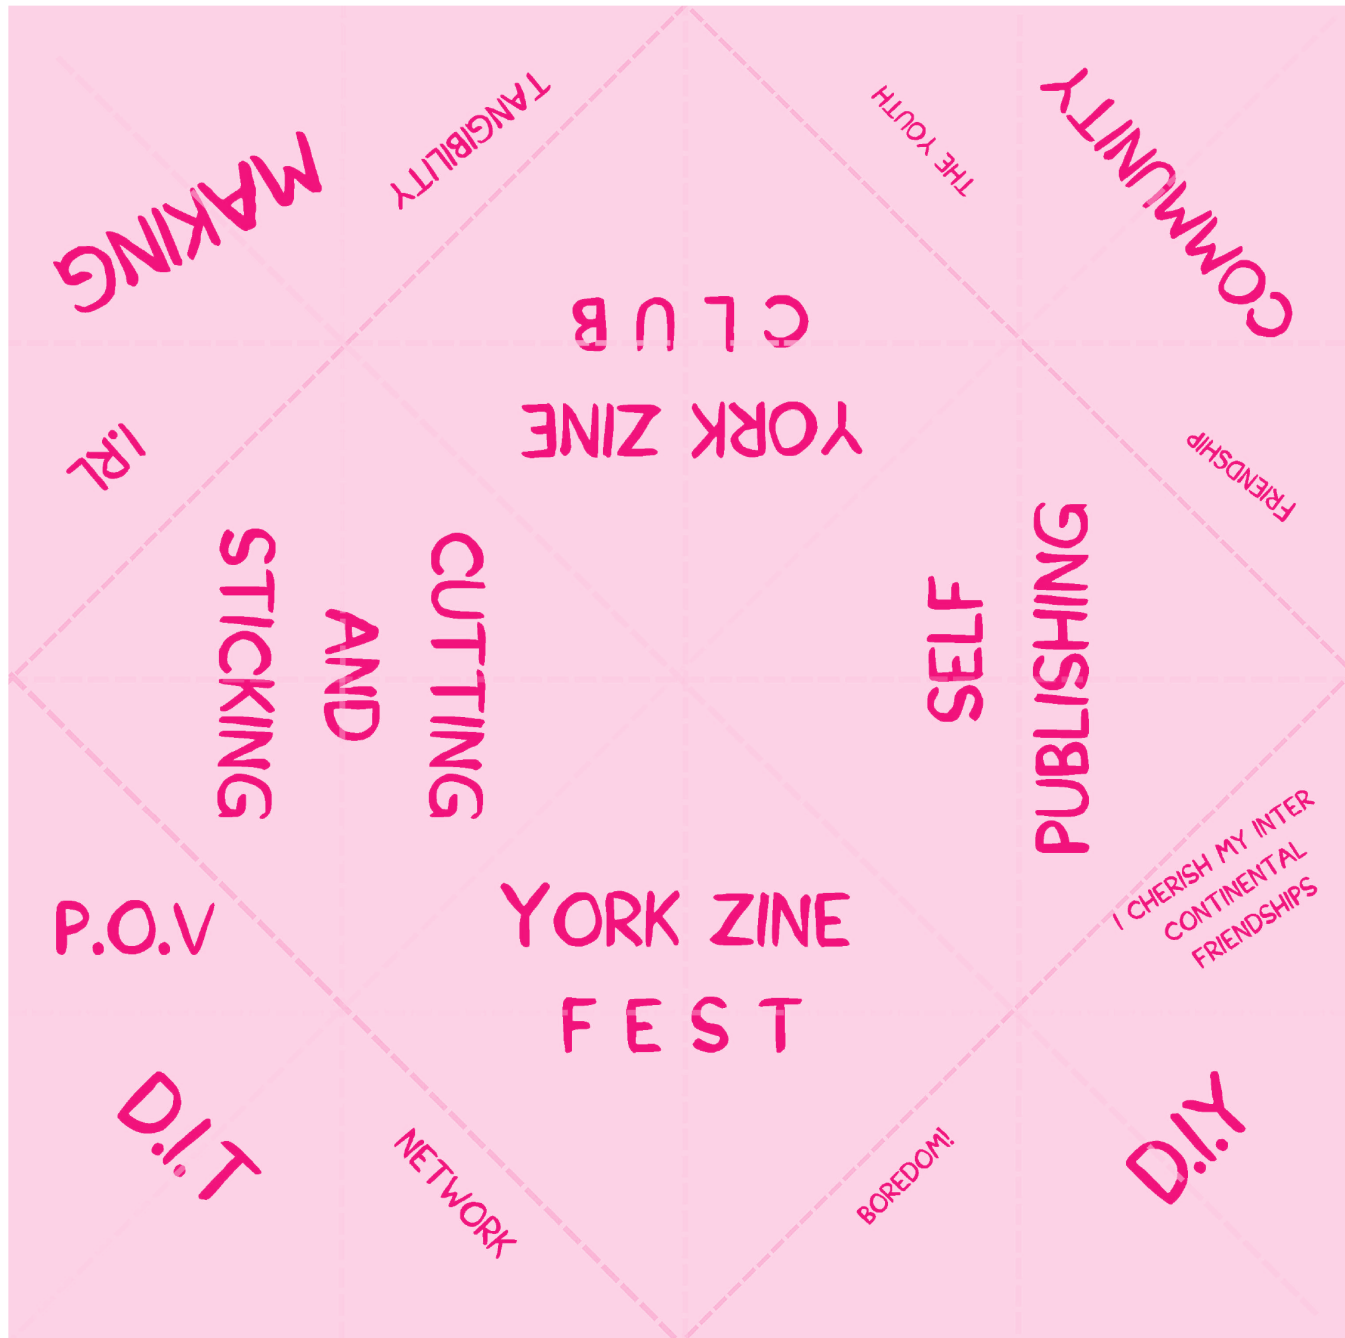 MAKING
TANGIBILITY
THE YOUTH
COMMUNITY
YORK ZINE
CLUB
I.RL
FRIENDSHIP
CUTTING
AND
STICKING
SELF
PUBLISHING
I CHERISH MY INTER
CONTINENTAL
FRIENDSHIPS
P.O.V
YORK ZINE
FEST
D.I.T
NETWORK
BOREDOM!
D.I.Y